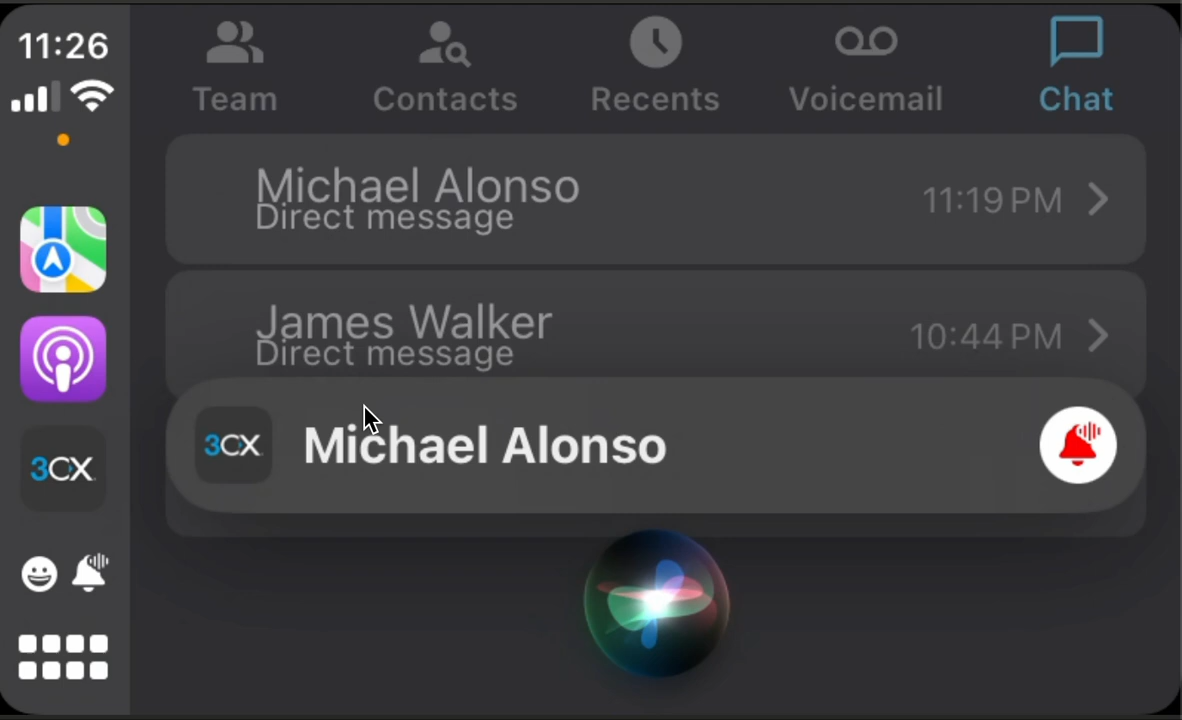 11:26
Team
Contacts
Recents
Voicemail
Chat
Michael Alonso
Direct message
11:19 PM
James Walker
Direct message
10:44 PM
3CX
Michael Alonso
3CX